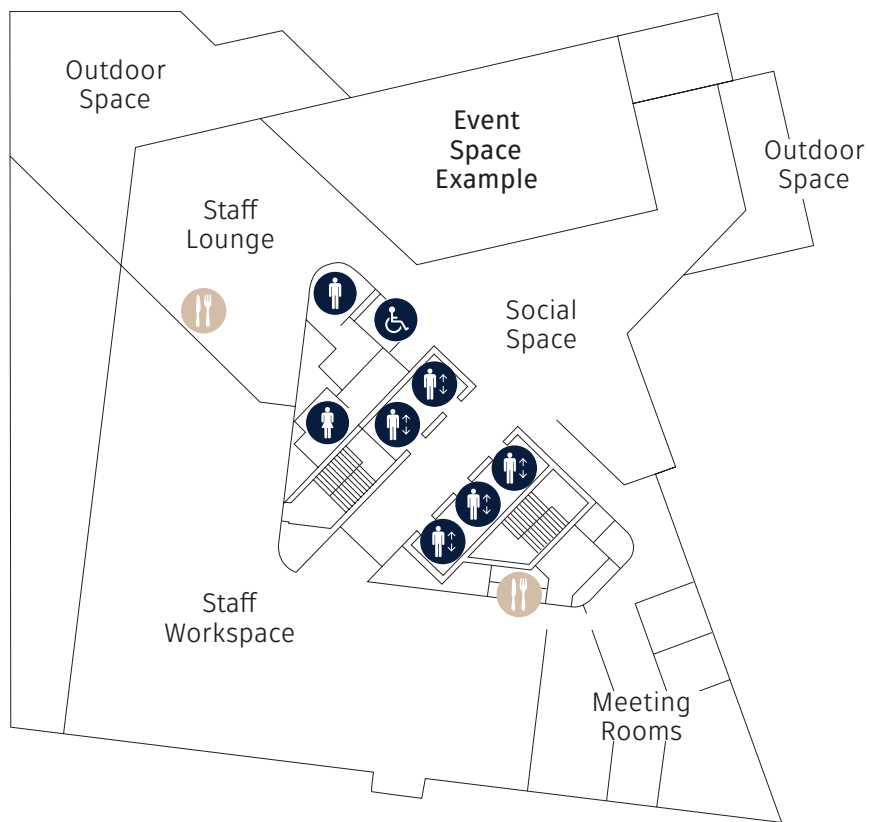 Outdoor
Space
Event
Space
Example
Outdoor
Space
Staff
Lounge
Social
Space
Staff
Workspace
Meeting
Rooms